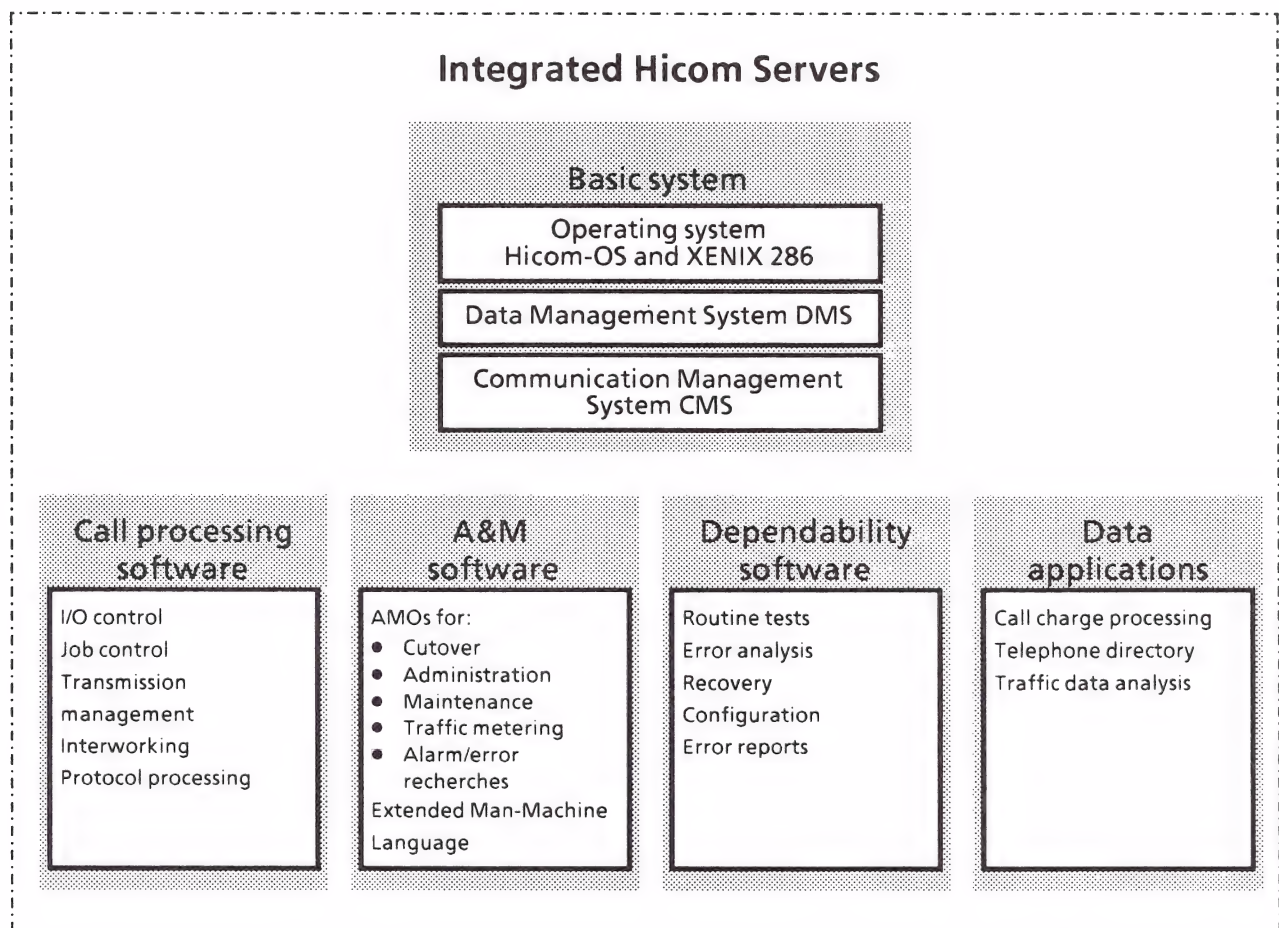 Integrated Hicom Servers
Basic system
Operating system
Hicom-OS and XENIX 286
Data Management System DMS
Communication Management
System CMS
Call processing
software
I/O control
Job control
Transmission
management
Interworking
Protocol processing
A&M
software
AMOs for:
● Cutover
● Administration
● Maintenance
● Traffic metering
● Alarm/error
recherches
Extended Man-Machine
Language
Dependability
software
Routine tests
Error analysis
Recovery
Configuration
Error reports
Data
applications
Call charge processing
Telephone directory
Traffic data analysis